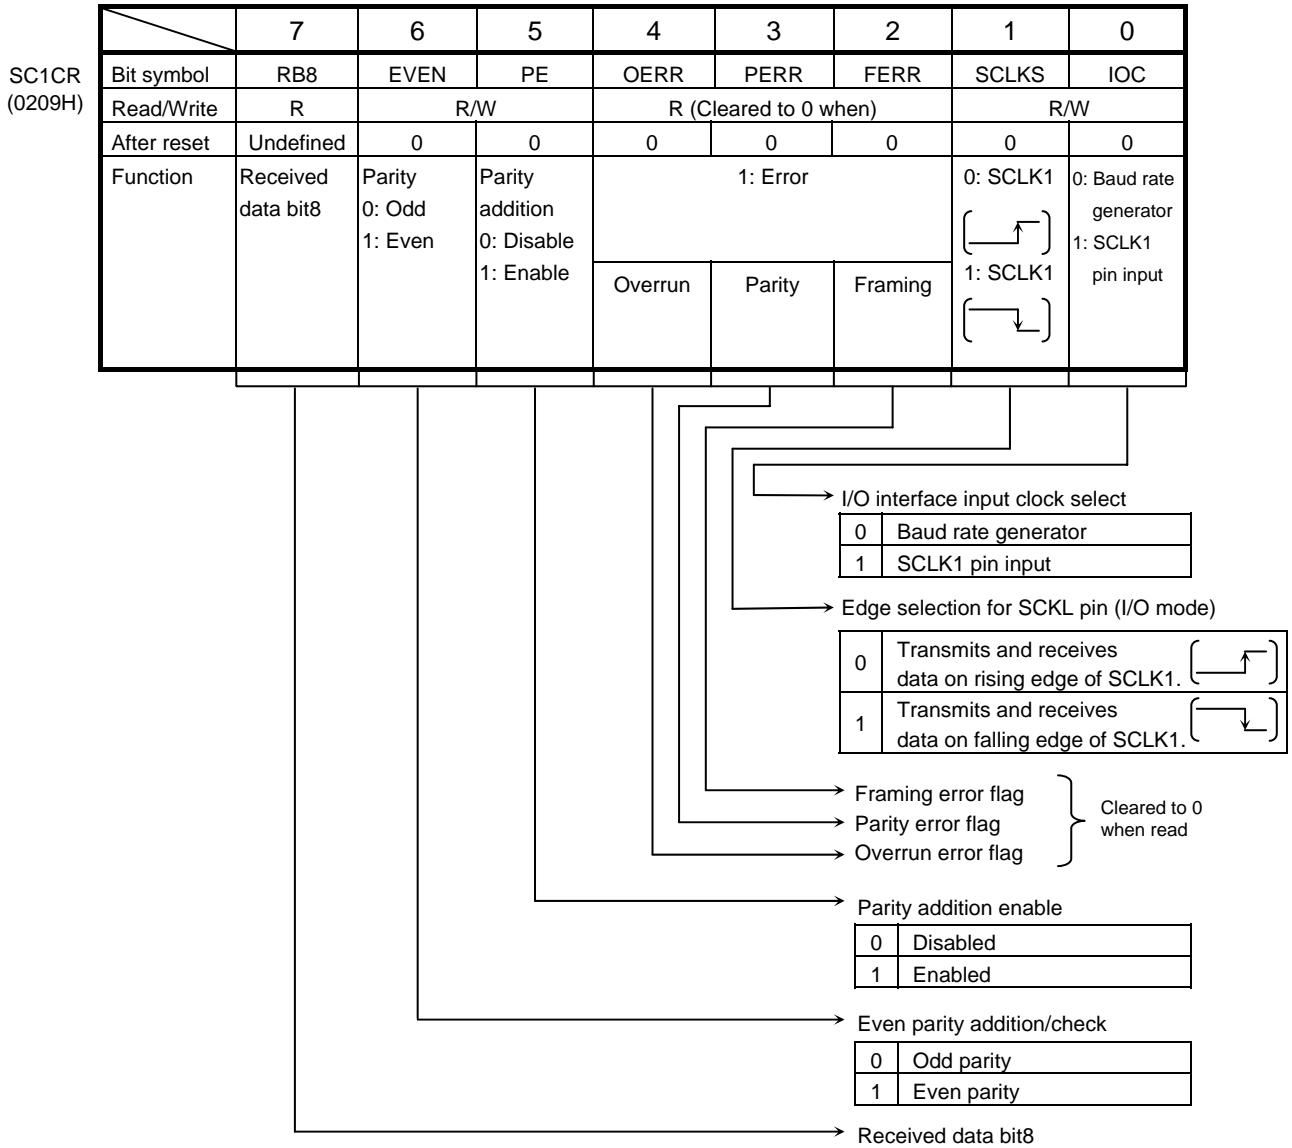 7 6 5 4 3 2 1 0
SC1CR
(0209H)
Bit symbol RB8 EVEN PE OERR PERR FERR SCLKS IOC
Read/Write R R/W R (Cleared to 0 when) R/W
After reset Undefined 0 0 0 0 0 0 0
Function
Received
data bit8
Parity
0: Odd
1: Even
Parity
addition
0: Disable
1: Enable
1: Error
Overrun Parity Framing
0: SCLK1
1: SCLK1
0: Baud rate
generator
1: SCLK1
pin input
I/O interface input clock select
0 Baud rate generator
1 SCLK1 pin input
Edge selection for SCKL pin (I/O mode)
0 Transmits and receives
data on rising edge of SCLK1.
1 Transmits and receives
data on falling edge of SCLK1.
Framing error flag
Parity error flag
Overrun error flag
Cleared to 0
when read
Parity addition enable
0 Disabled
1 Enabled
Even parity addition/check
0 Odd parity
1 Even parity
Received data bit8